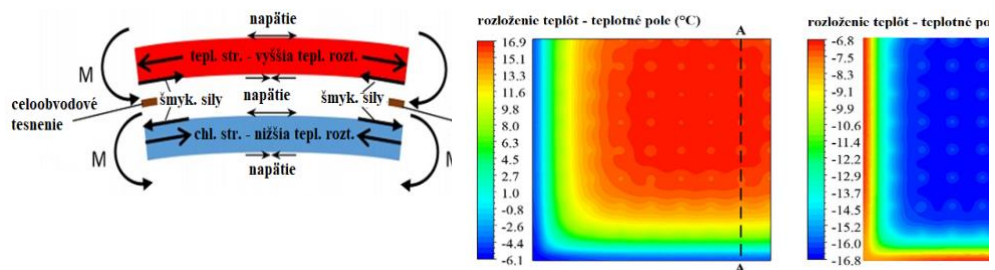 napätie
tepl. str. - vyššia tepl. rozt.
M
šmyk. sily
napätie
šmyk. sily
celoobvodové
tesnenie
chl. str. - nižšia tepl. rozt.
M
M
napätie
rozloženie teplôt - teplotné pole (°C)
A
16.9
15.1
13.3
11.6
9.8
8.0
6.3
4.5
2.7
1.0
-0.8
-2.6
-4.4
-6.1
A
rozloženie teplôt - teplotné po
-6.8
-7.5
-8.3
-9.1
-9.9
-10.6
-11.4
-12.2
-12.9
-13.7
-14.5
-15.2
-16.0
-16.8